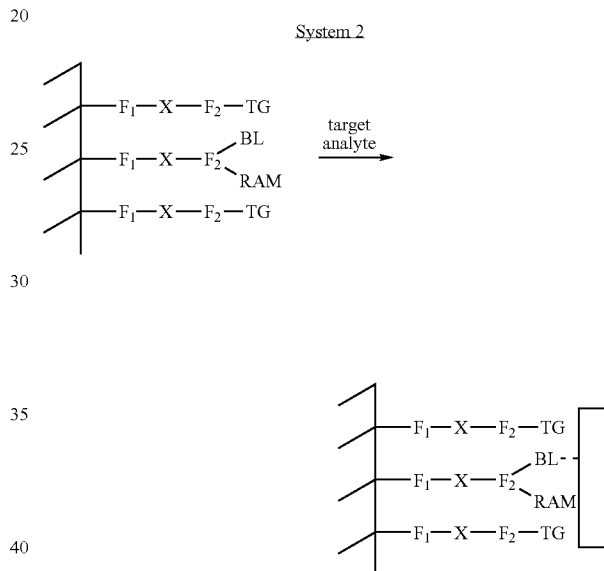 20
System 2
F₁—X—F₂—TG
BL
25
F₁—X—F₂
target
analyte
RAM
F₁—X—F₂—TG
30
35
F₁—X—F₂—TG
BL
F₁—X—F₂
RAM
F₁—X—F₂—TG
40